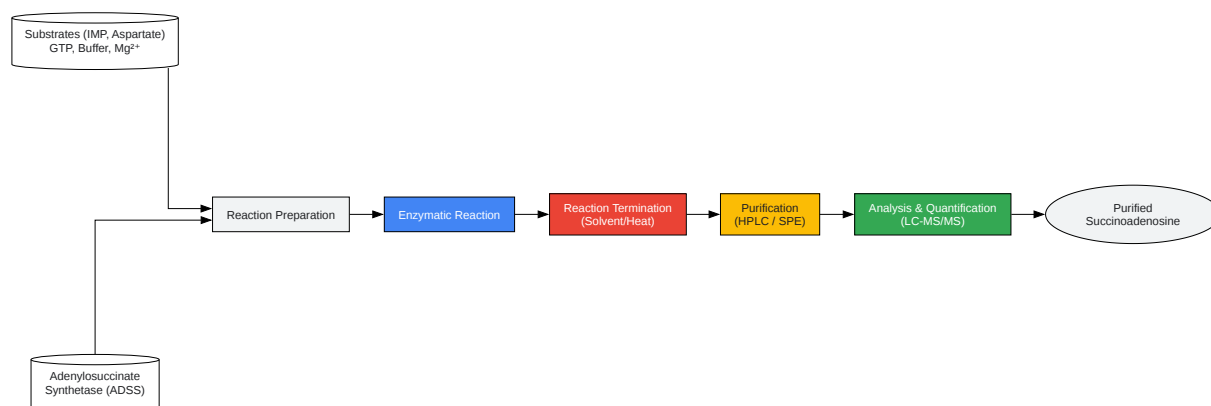 Substrates (IMP, Aspartate)
GTP, Buffer, Mg²⁺
Reaction Preparation
Enzymatic Reaction
Reaction Termination
(Solvent/Heat)
Purification
(HPLC / SPE)
Analysis & Quantification
(LC-MS/MS)
Purified
Succinoadenosine
Adenylosuccinate
Synthetase (ADSS)